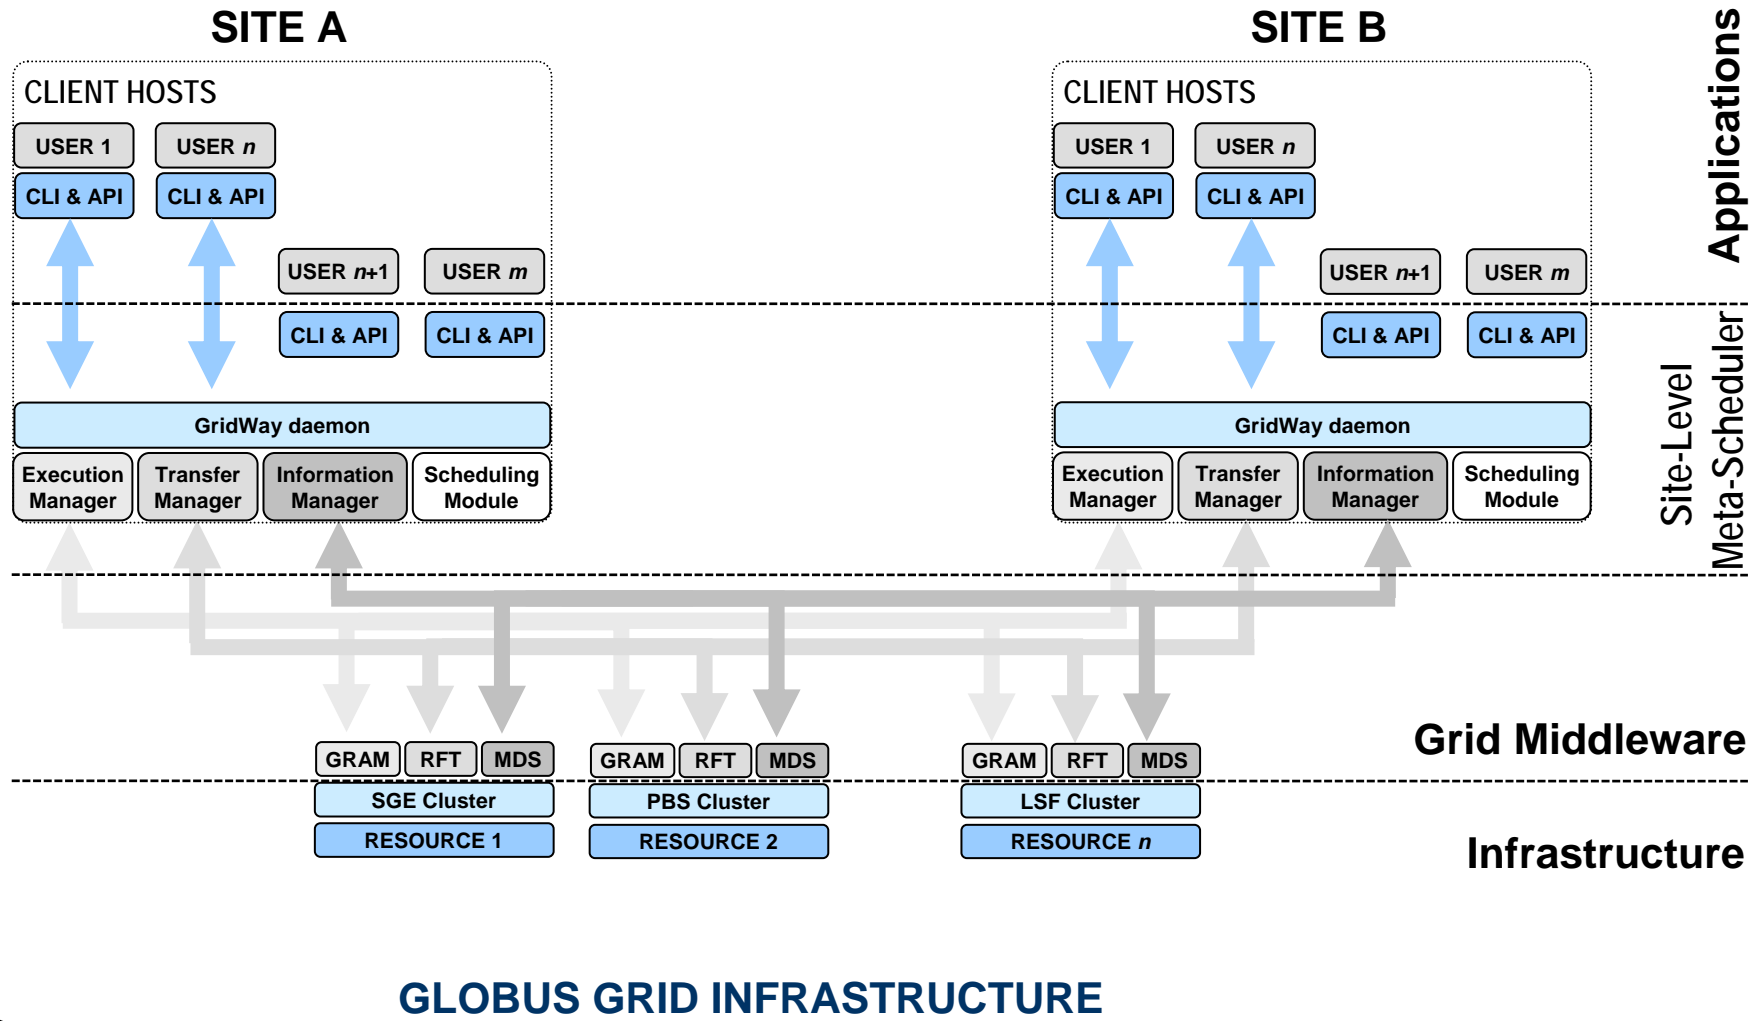 SITE A
SITE B
Applications
CLIENT HOSTS
CLIENT HOSTS
USER 1
USER n
USER 1
USER n
CLI & API
CLI & API
CLI & API
CLI & API
USER n+1
USER m
USER n+1
USER m
CLI & API
CLI & API
CLI & API
CLI & API
Site-Level
Meta-Scheduler
GridWay daemon
GridWay daemon
Execution
Manager
Transfer
Manager
Information
Manager
Scheduling
Module
Execution
Manager
Transfer
Manager
Information
Manager
Scheduling
Module
Grid Middleware
GRAM
RFT
MDS
GRAM
RFT
MDS
GRAM
RFT
MDS
SGE Cluster
PBS Cluster
LSF Cluster
RESOURCE 1
RESOURCE 2
RESOURCE n
Infrastructure
GLOBUS GRID INFRASTRUCTURE